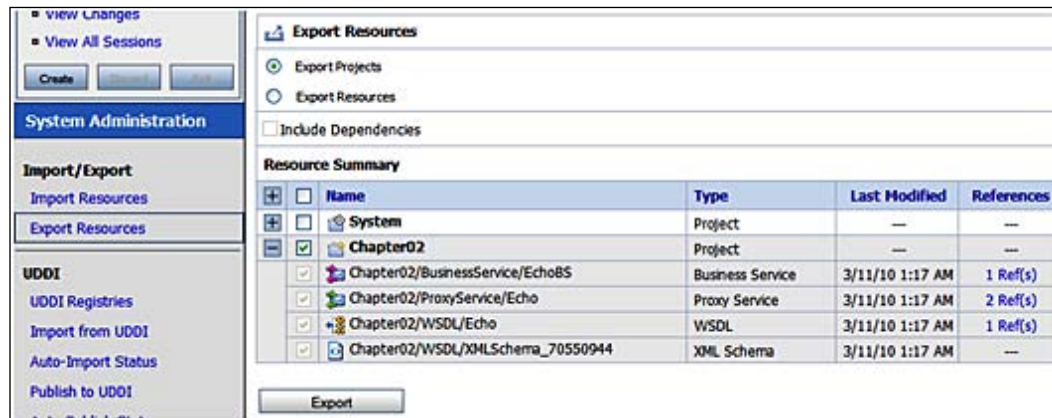 View Changes
View All Sessions
Create
System Administration
Import/Export
Import Resources
Export Resources
UDDI
UDDI Registries
Import from UDDI
Auto-Import Status
Publish to UDDI
Export Resources
Export Projects
Export Resources
Include Dependencies
Resource Summary
Name Type Last Modified References
System Project --- ---
Chapter02 Project --- ---
Chapter02/BusinessService/EchoBS Business Service 3/11/10 1:17 AM 1 Ref(s)
Chapter02/ProxyService/Echo Proxy Service 3/11/10 1:17 AM 2 Ref(s)
Chapter02/WSDL/Echo WSDL 3/11/10 1:17 AM 1 Ref(s)
Chapter02/WSDL/XMLSchema_70550944 XML Schema 3/11/10 1:17 AM ---
Export